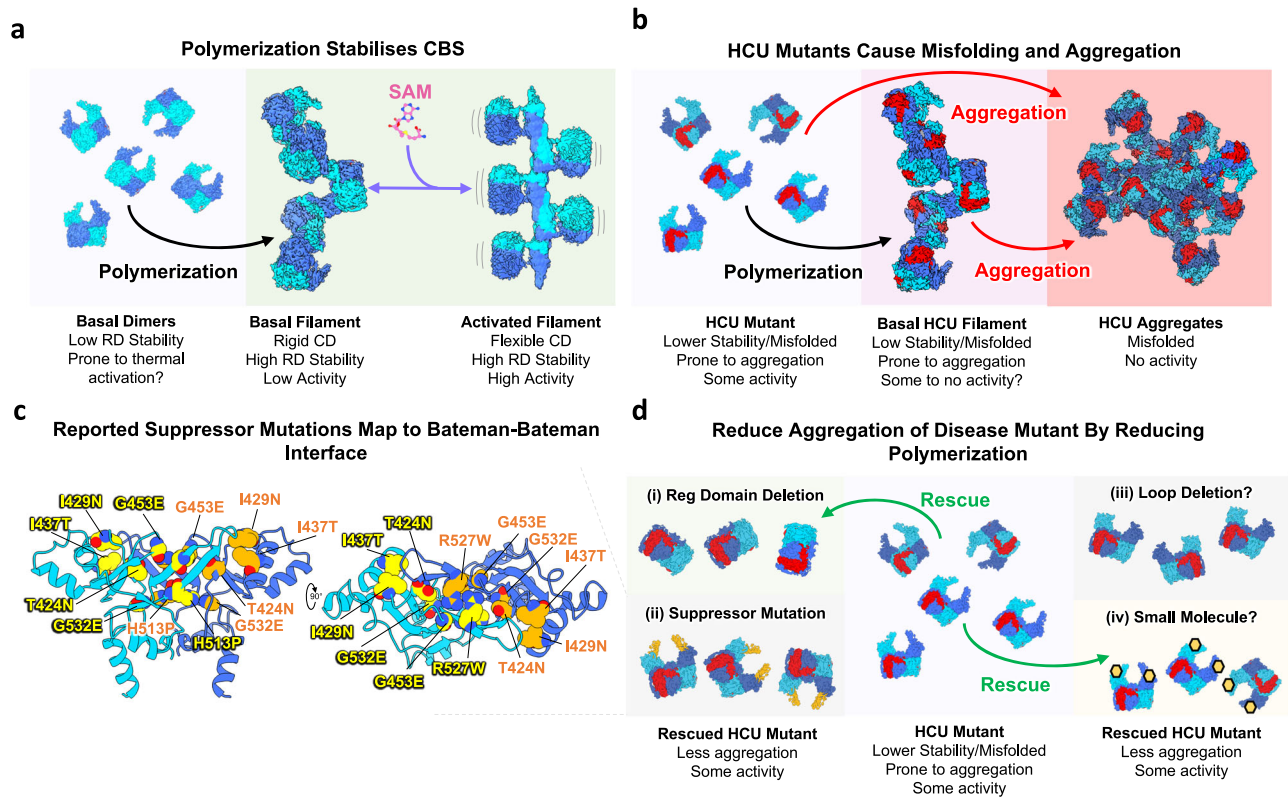 a
Polymerization Stabilises CBS
SAM
Polymerization
Basal Dimers
Low RD Stability
Prone to thermal
activation?
Basal Filament
Rigid CD
High RD Stability
Low Activity
Activated Filament
Flexible CD
High RD Stability
High Activity
b
HCU Mutants Cause Misfolding and Aggregation
Aggregation
Polymerization
Aggregation
HCU Mutant
Lower Stability/Misfolded
Prone to aggregation
Some activity
Basal HCU Filament
Low Stability/Misfolded
Prone to aggregation
Some to no activity?
HCU Aggregates
Misfolded
No activity
c
Reported Suppressor Mutations Map to Bateman-Bateman
Interface
I429N
G453E
G453E
I429N
I437T
I437T
T424N
G532E
H513P
H513P
T424N
G532E
90°
I437T
T424N
R527W
G453E
G532E
I437T
I429N
G532E
G453E
R527W
T424N
I429N
d
Reduce Aggregation of Disease Mutant By Reducing
Polymerization
(i) Reg Domain Deletion
Rescue
(iii) Loop Deletion?
(ii) Suppressor Mutation
Rescue
(iv) Small Molecule?
Rescued HCU Mutant
Less aggregation
Some activity
HCU Mutant
Lower Stability/Misfolded
Prone to aggregation
Some activity
Rescued HCU Mutant
Less aggregation
Some activity